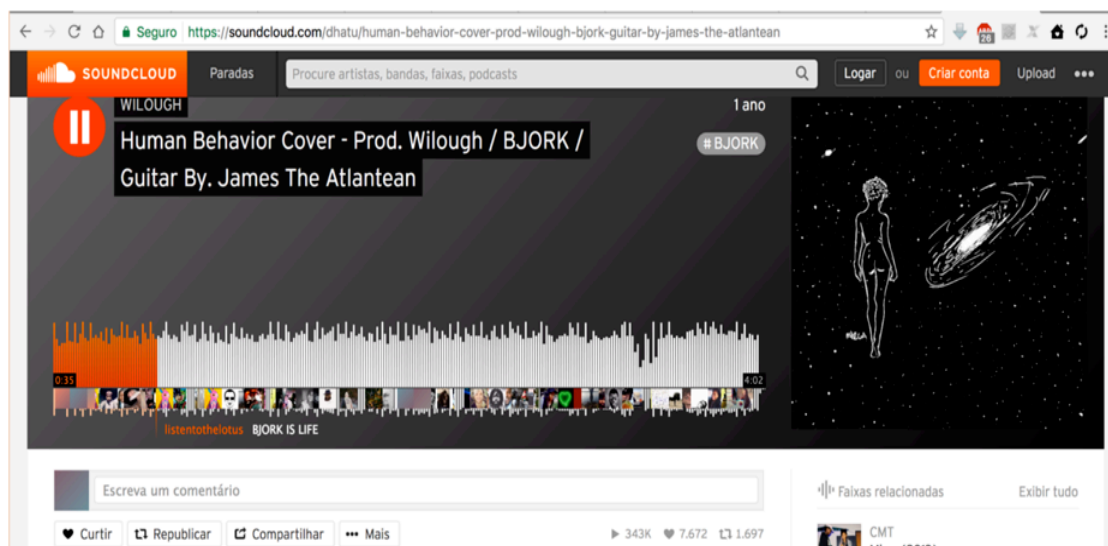 Seguro https://soundcloud.com/dhatu/human-behavior-cover-prod-wilough-bjork-guitar-by-james-the-atlantean
26
SOUNDCLOUD Paradas Procure artistas, bandas, faixas, podcasts Logar ou Criar conta Upload
WILOUGH 1 ano
Human Behavior Cover - Prod. Wilough / BJORK / # BJORK
Guitar By. James The Atlantean
0:35 4:02
listentothelotus BJORK IS LIFE
Escreva um comentário
Faixas relacionadas Exibir tudo
Curtir Republicar Compartilhar Mais 343K 7.672 1.697
CMT